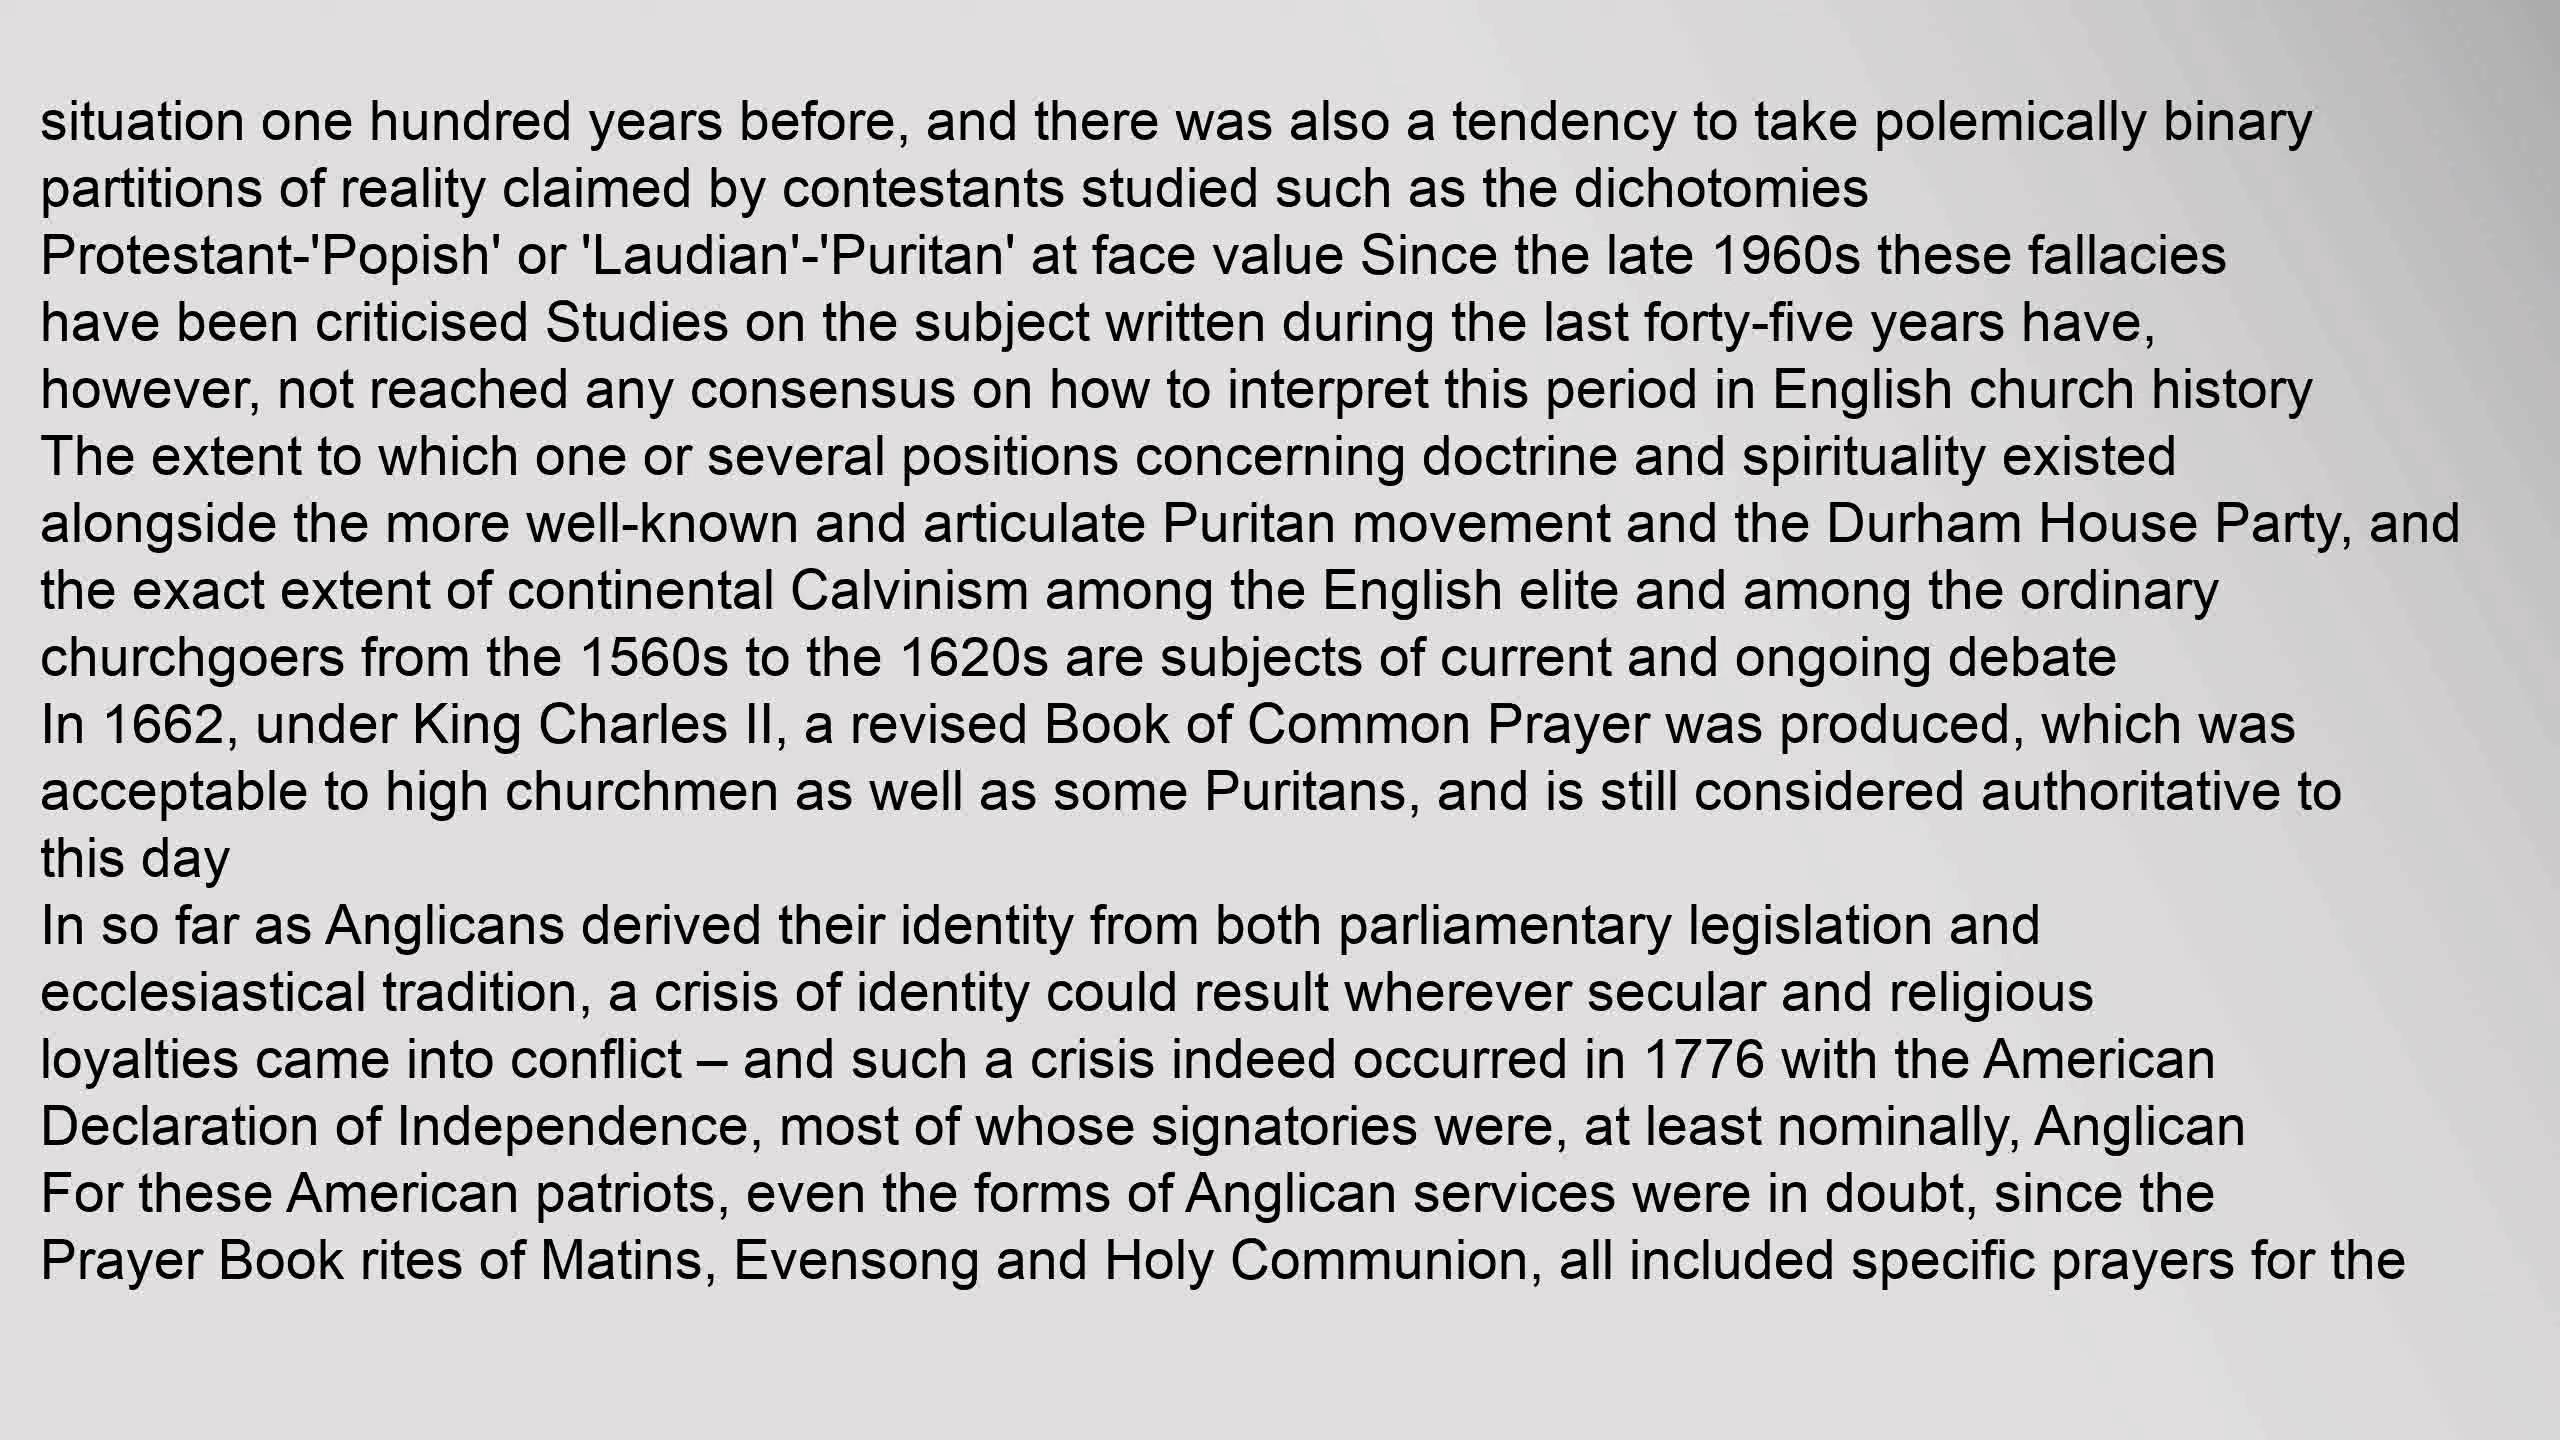 situation one hundred years before, and there was also a tendency to take polemically binary
partitions of reality claimed by contestants studied such as the dichotomies
Protestant-'Popish' or 'Laudian'-'Puritan' at face value Since the late 1960s these fallacies
have been criticised Studies on the subject written during the last forty-five years have,
however, not reached any consensus on how to interpret this period in English church history
The extent to which one or several positions concerning doctrine and spirituality existed
alongside the more well-known and articulate Puritan movement and the Durham House Party, and
the exact extent of continental Calvinism among the English elite and among the ordinary
churchgoers from the 1560s to the 1620s are subjects of current and ongoing debate
In 1662, under King Charles II, a revised Book of Common Prayer was produced, which was
acceptable to high churchmen as well as some Puritans, and is still considered authoritative to
this day
In so far as Anglicans derived their identity from both parliamentary legislation and
ecclesiastical tradition, a crisis of identity could result wherever secular and religious
loyalties came into conflict – and such a crisis indeed occurred in 1776 with the American
Declaration of Independence, most of whose signatories were, at least nominally, Anglican
For these American patriots, even the forms of Anglican services were in doubt, since the
Prayer Book rites of Matins, Evensong and Holy Communion, all included specific prayers for the